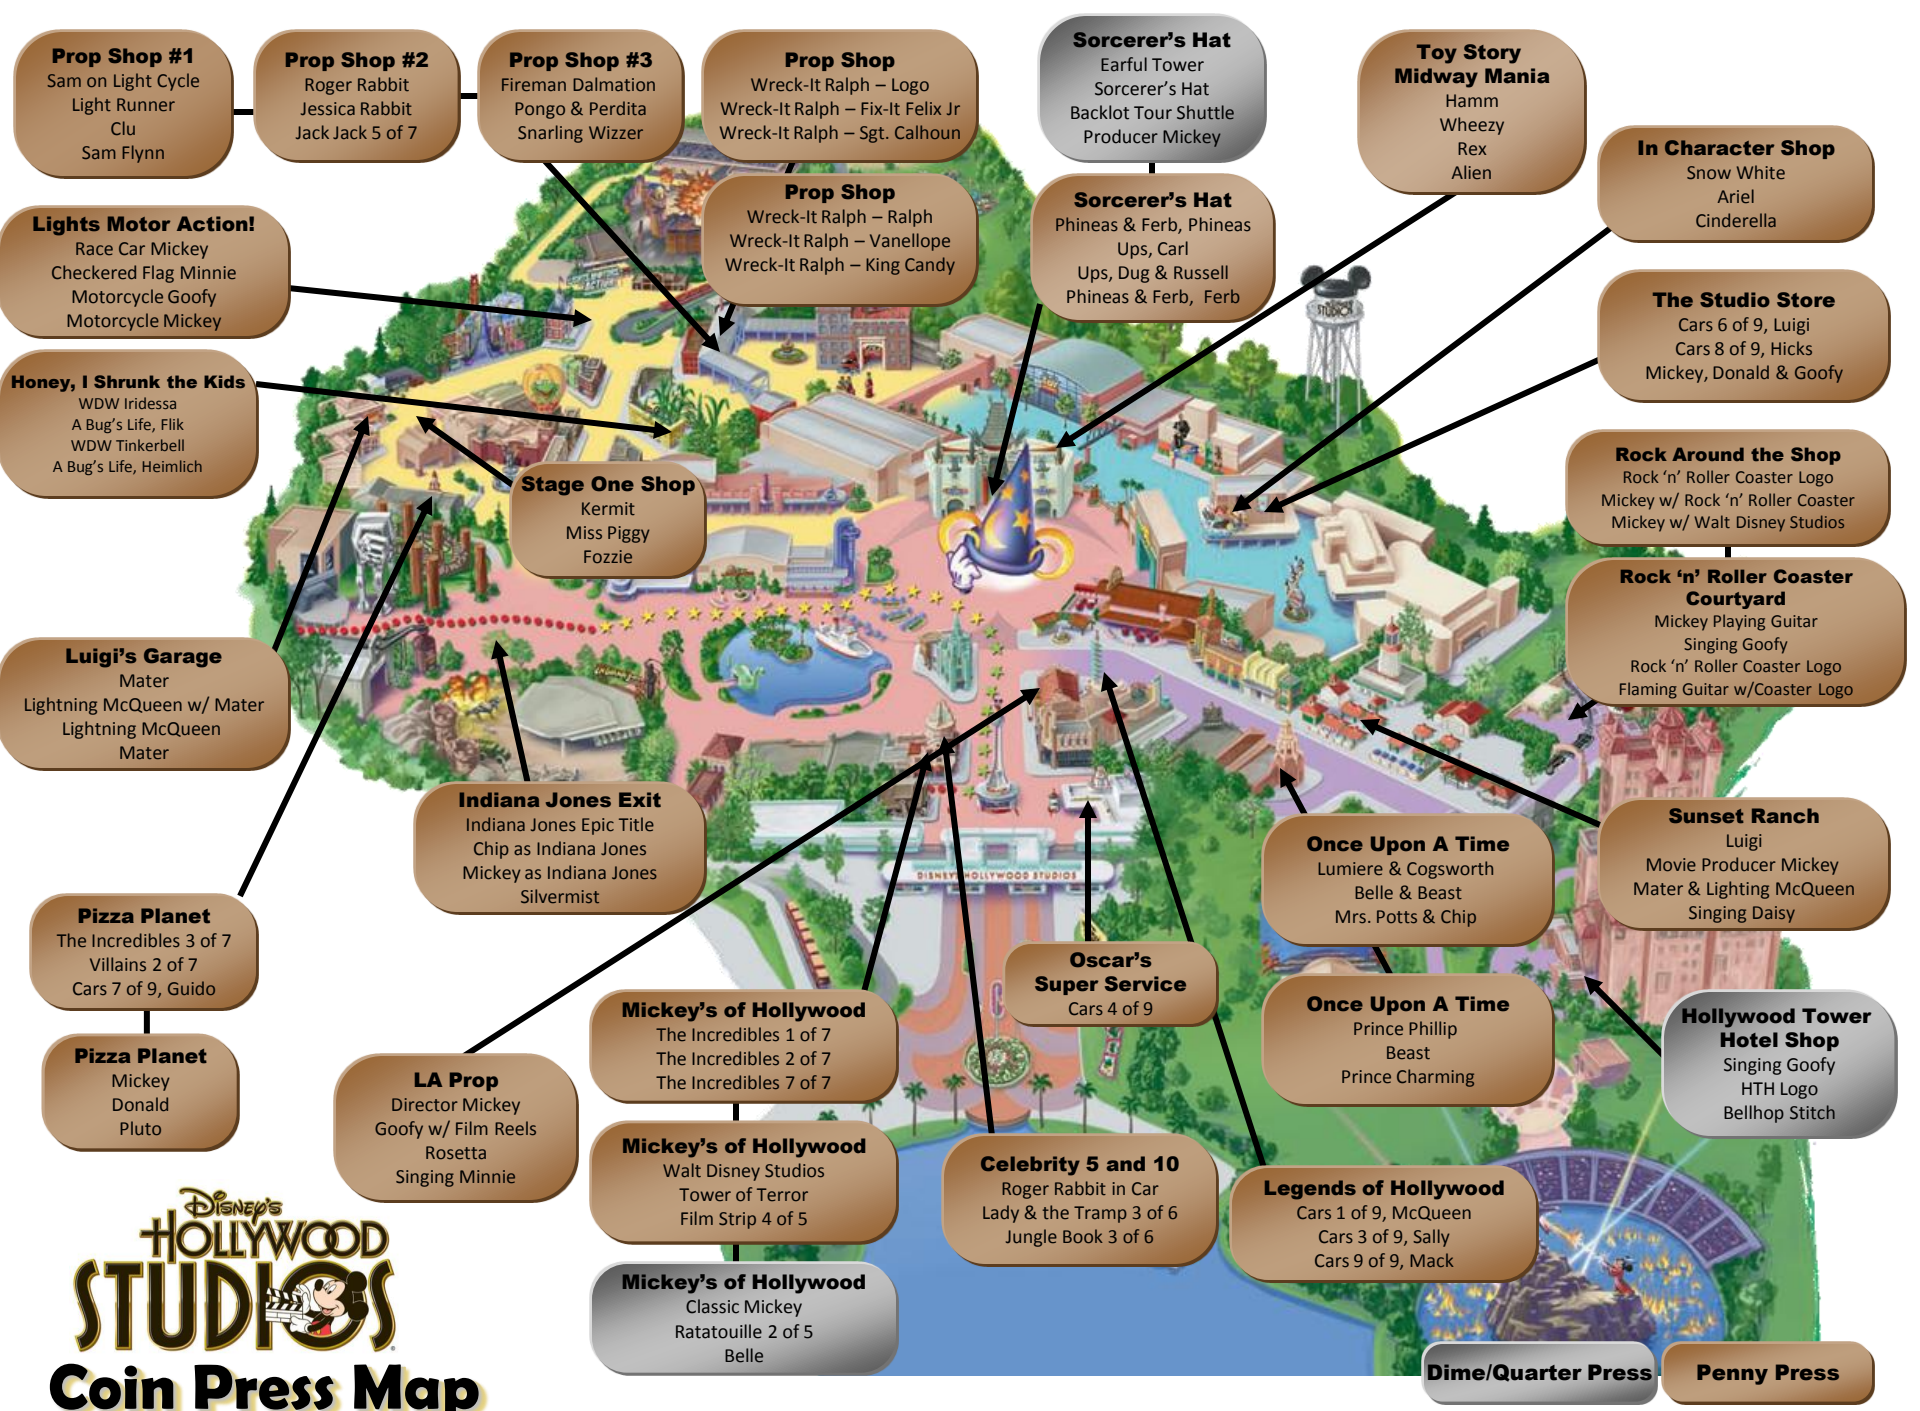 Prop Shop #1
Sam on Light Cycle
Light Runner
Clu
Sam Flynn
Prop Shop #2
Roger Rabbit
Jessica Rabbit
Jack Jack 5 of 7
Prop Shop #3
Fireman Dalmation
Pongo & Perdita
Snarling Wizzer
Prop Shop
Wreck-It Ralph – Logo
Wreck-It Ralph – Fix-It Felix Jr
Wreck-It Ralph – Sgt. Calhoun
Prop Shop
Wreck-It Ralph – Ralph
Wreck-It Ralph – Vanellope
Wreck-It Ralph – King Candy
Sorcerer's Hat
Earful Tower
Sorcerer's Hat
Backlot Tour Shuttle
Producer Mickey
Sorcerer's Hat
Phineas & Ferb, Phineas
Ups, Carl
Ups, Dug & Russell
Phineas & Ferb, Ferb
Toy Story
Midway Mania
Hamm
Wheezy
Rex
Alien
In Character Shop
Snow White
Ariel
Cinderella
Lights Motor Action!
Race Car Mickey
Checkered Flag Minnie
Motorcycle Goofy
Motorcycle Mickey
The Studio Store
Cars 6 of 9, Luigi
Cars 8 of 9, Hicks
Mickey, Donald & Goofy
STUDIOS
Honey, I Shrunk the Kids
WDW Iridessa
A Bug's Life, Flik
WDW Tinkerbell
A Bug's Life, Heimlich
Stage One Shop
Kermit
Miss Piggy
Fozzie
Rock Around the Shop
Rock 'n' Roller Coaster Logo
Mickey w/ Rock 'n' Roller Coaster
Mickey w/ Walt Disney Studios
Rock 'n' Roller Coaster
Courtyard
Mickey Playing Guitar
Singing Goofy
Rock 'n' Roller Coaster Logo
Flaming Guitar w/Coaster Logo
Luigi's Garage
Mater
Lightning McQueen w/ Mater
Lightning McQueen
Mater
Indiana Jones Exit
Indiana Jones Epic Title
Chip as Indiana Jones
Mickey as Indiana Jones
Silvermist
DISNEY'S HOLLYWOOD STUDIOS
Once Upon A Time
Lumiere & Cogsworth
Belle & Beast
Mrs. Potts & Chip
Sunset Ranch
Luigi
Movie Producer Mickey
Mater & Lighting McQueen
Singing Daisy
Pizza Planet
The Incredibles 3 of 7
Villains 2 of 7
Cars 7 of 9, Guido
Pizza Planet
Mickey
Donald
Pluto
Oscar's
Super Service
Cars 4 of 9
Once Upon A Time
Prince Phillip
Beast
Prince Charming
Hollywood Tower
Hotel Shop
Singing Goofy
HTH Logo
Bellhop Stitch
LA Prop
Director Mickey
Goofy w/ Film Reels
Rosetta
Singing Minnie
Mickey's of Hollywood
The Incredibles 1 of 7
The Incredibles 2 of 7
The Incredibles 7 of 7
Mickey's of Hollywood
Walt Disney Studios
Tower of Terror
Film Strip 4 of 5
Mickey's of Hollywood
Classic Mickey
Ratatouille 2 of 5
Belle
Celebrity 5 and 10
Roger Rabbit in Car
Lady & the Tramp 3 of 6
Jungle Book 3 of 6
Legends of Hollywood
Cars 1 of 9, McQueen
Cars 3 of 9, Sally
Cars 9 of 9, Mack
DISNEY'S
HOLLYWOOD
STUDIOS
Coin Press Map
Dime/Quarter Press
Penny Press